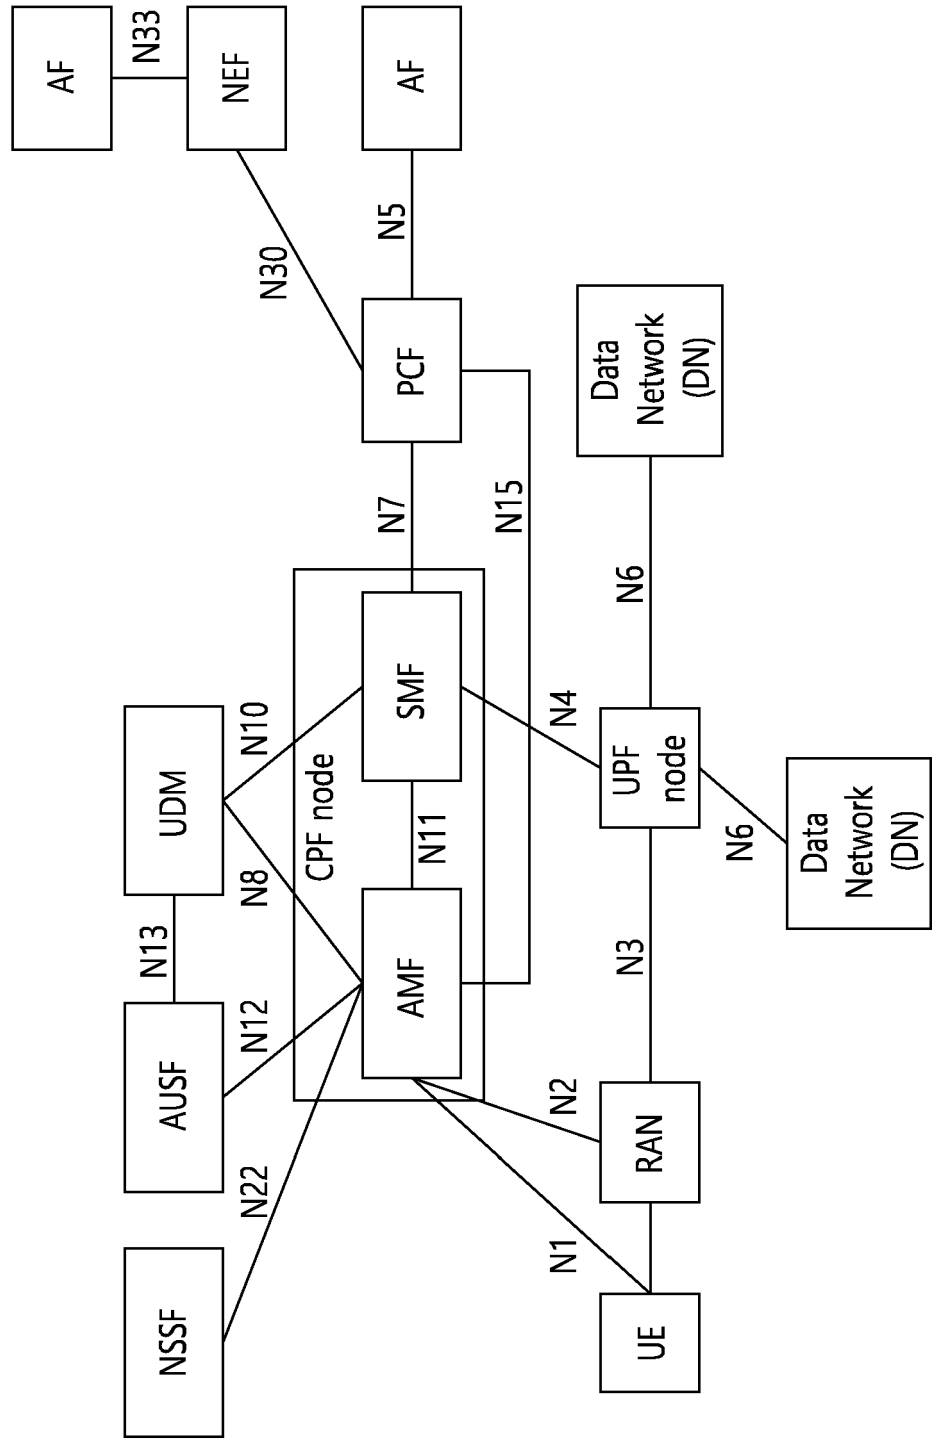 NSSF
AUSF
N13
UDM
AF
N33
NEF
N22
N12
N8
N10
N30
CPF node
AMF
N11
SMF
N7
PCF
N5
AF
N15
N1
N2
N4
UE
RAN
N3
UPF
node
N6
Data
Network
(DN)
N6
Data
Network
(DN)